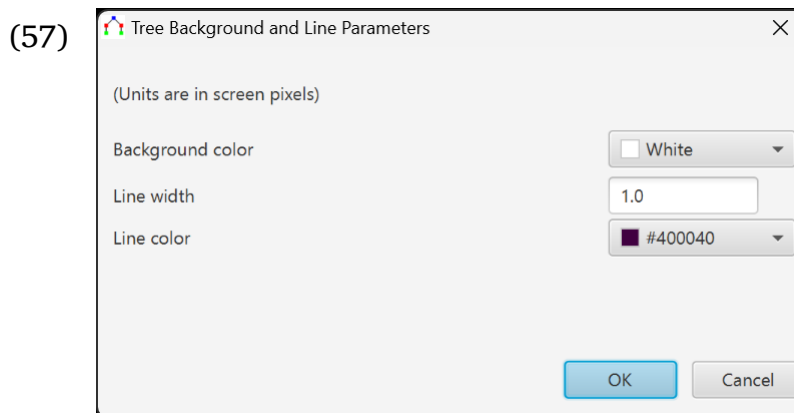 (57)
Tree Background and Line Parameters
(Units are in screen pixels)
Background color White
Line width 1.0
Line color #400040
OK Cancel